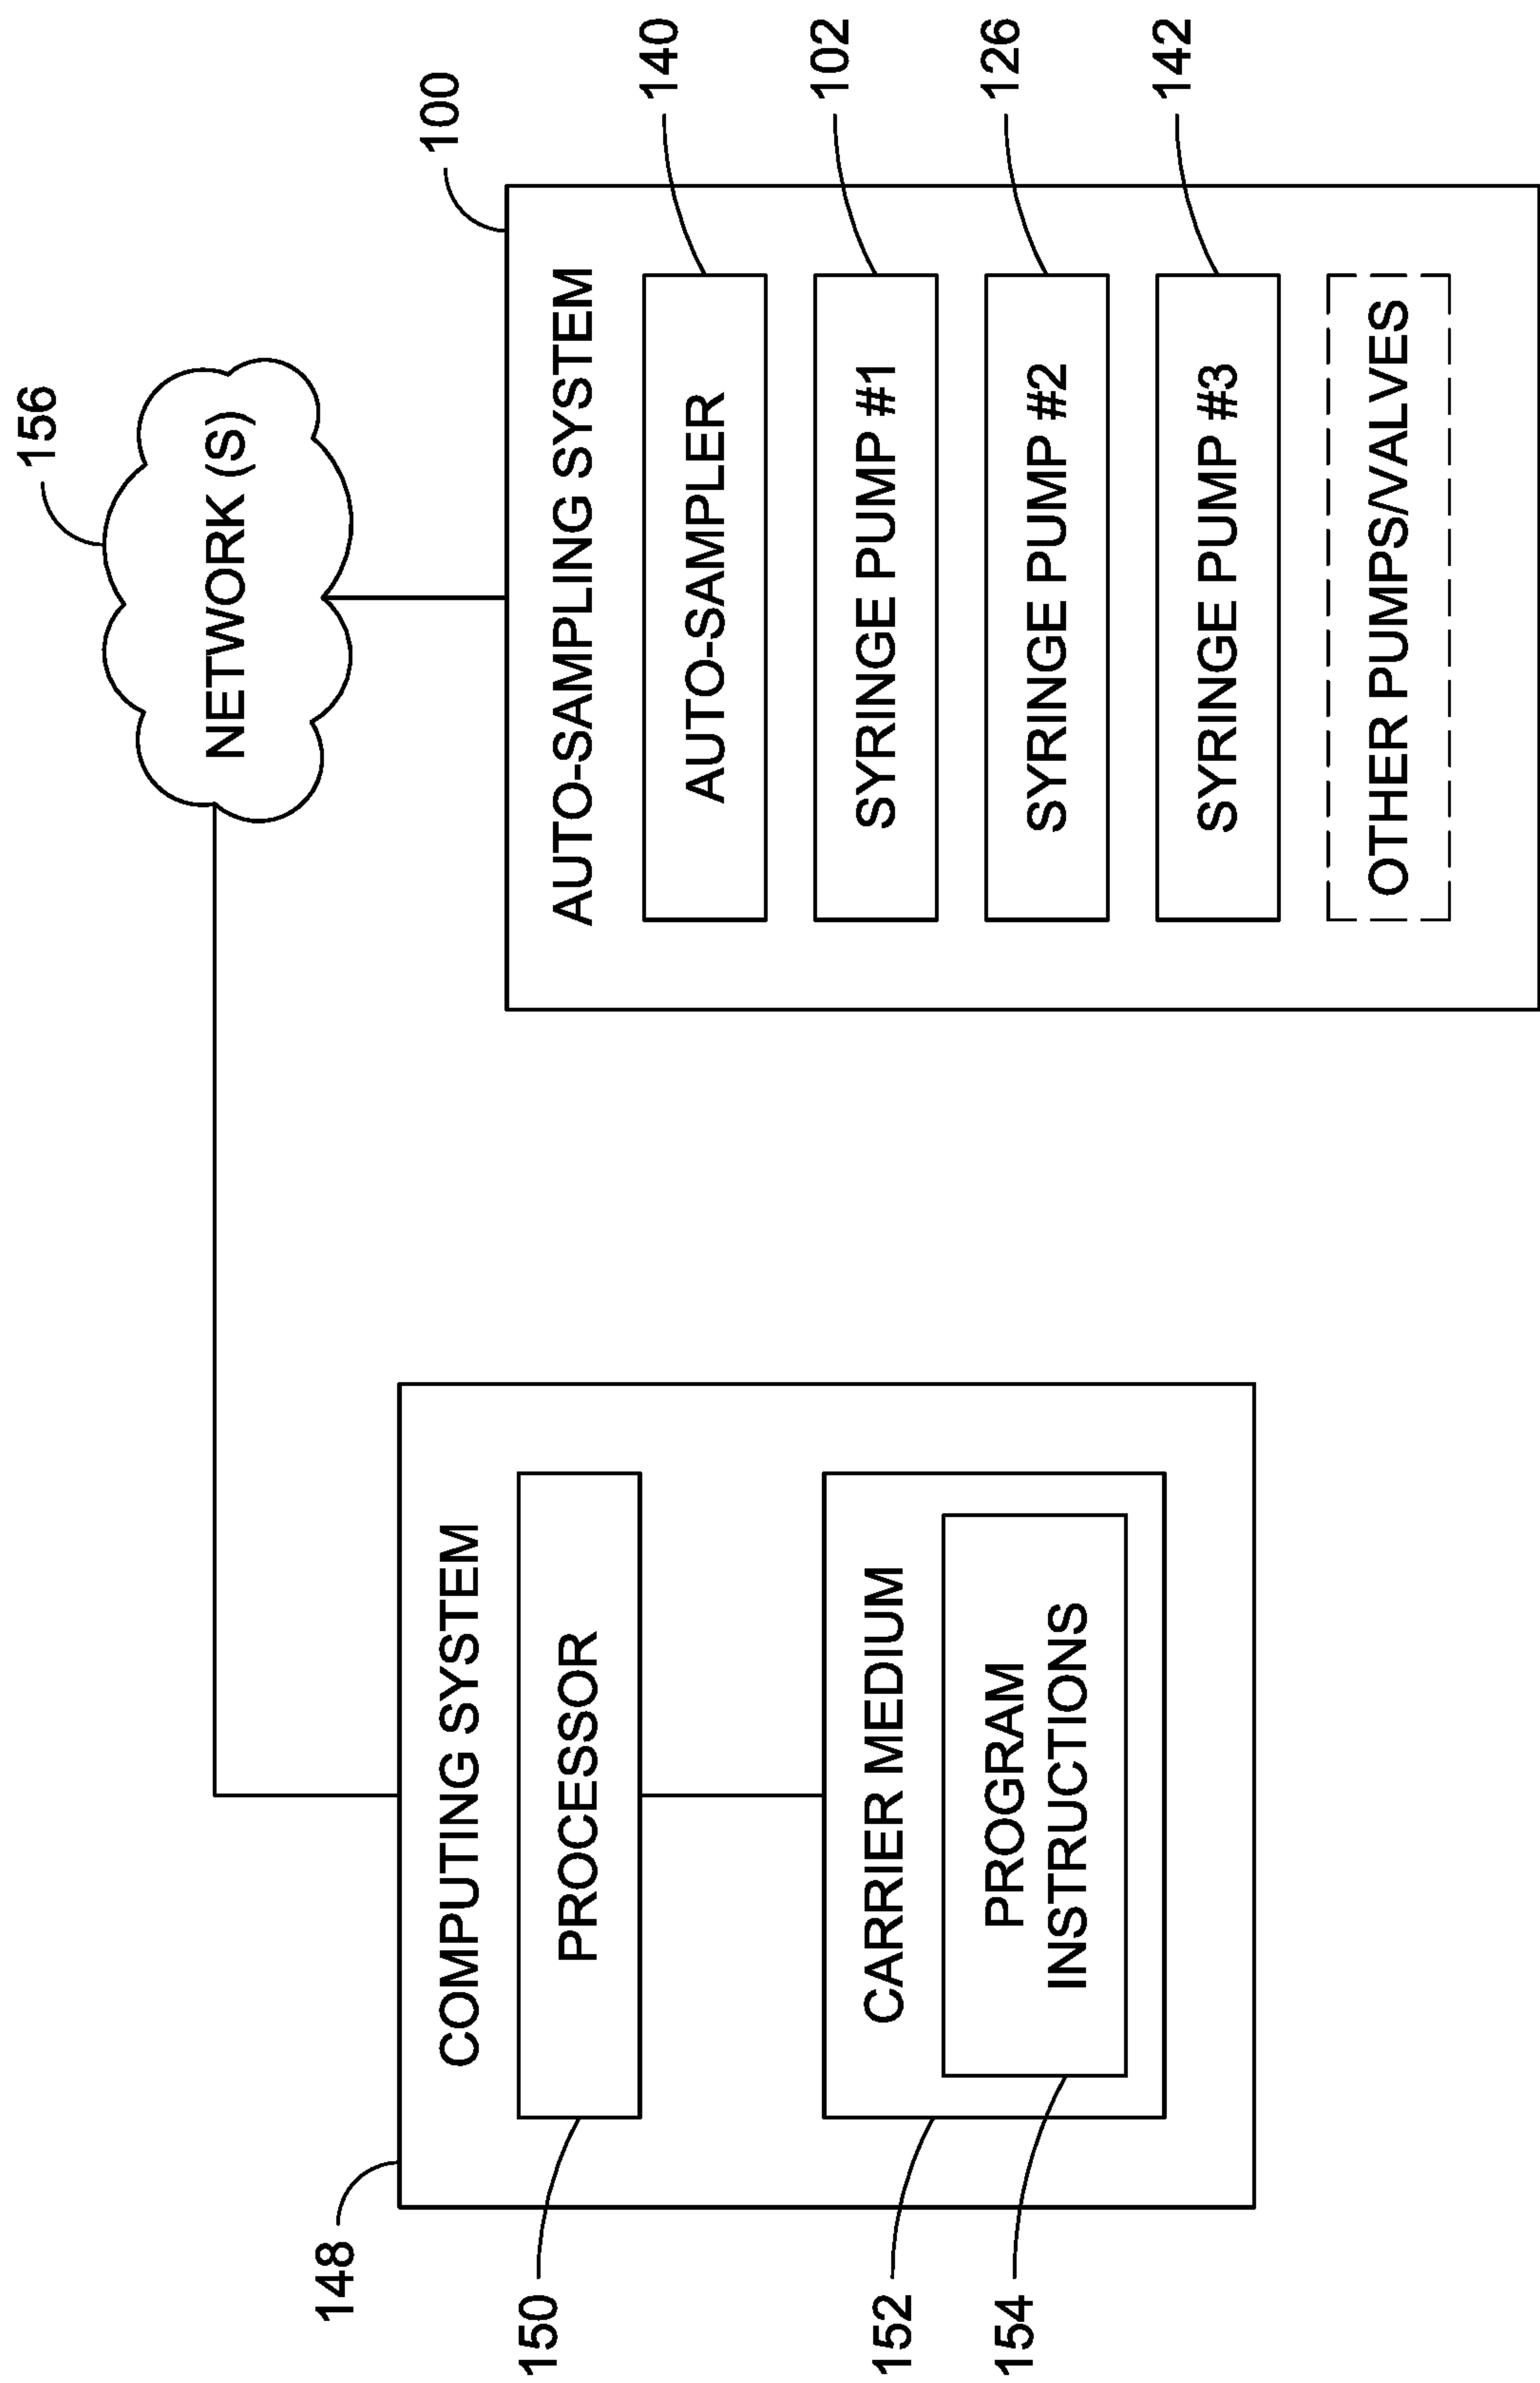 156
NETWORK (S)
148
COMPUTING SYSTEM
150
PROCESSOR
152
CARRIER MEDIUM
154
PROGRAM
INSTRUCTIONS
100
AUTO-SAMPLING SYSTEM
AUTO-SAMPLER
140
SYRINGE PUMP #1
102
SYRINGE PUMP #2
126
SYRINGE PUMP #3
142
OTHER PUMPS/VALVES